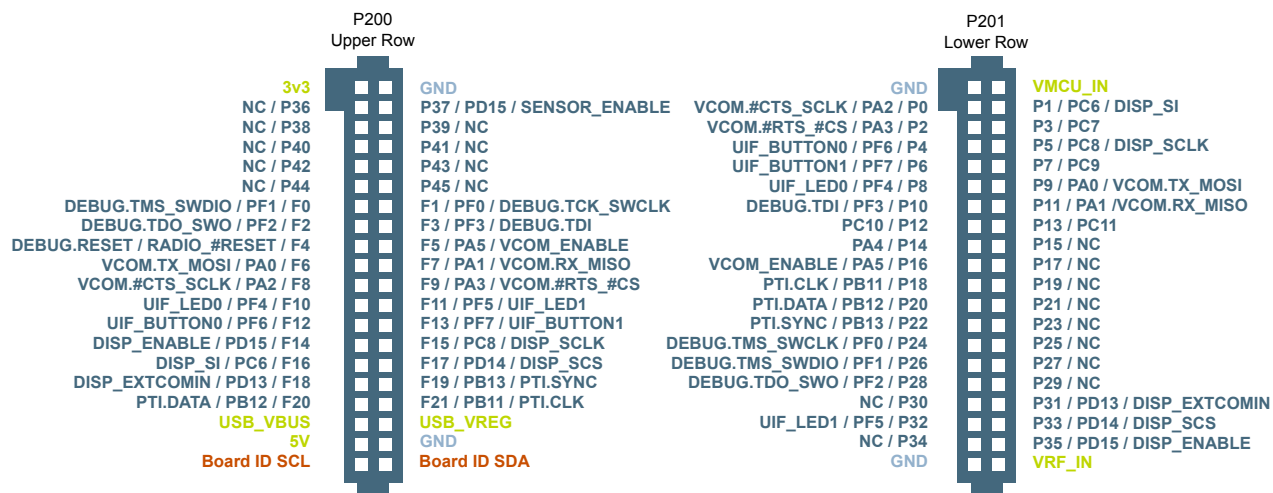 P200
Upper Row
3v3 GND
NC / P36 P37 / PD15 / SENSOR_ENABLE
NC / P38 P39 / NC
NC / P40 P41 / NC
NC / P42 P43 / NC
NC / P44 P45 / NC
DEBUG.TMS_SWDIO / PF1 / F0 F1 / PF0 / DEBUG.TCK_SWCLK
DEBUG.TDO_SWO / PF2 / F2 F3 / PF3 / DEBUG.TDI
DEBUG.RESET / RADIO_#RESET / F4 F5 / PA5 / VCOM_ENABLE
VCOM.TX_MOSI / PA0 / F6 F7 / PA1 / VCOM.RX_MISO
VCOM.#CTS_SCLK / PA2 / F8 F9 / PA3 / VCOM.#RTS_#CS
UIF_LED0 / PF4 / F10 F11 / PF5 / UIF_LED1
UIF_BUTTON0 / PF6 / F12 F13 / PF7 / UIF_BUTTON1
DISP_ENABLE / PD15 / F14 F15 / PC8 / DISP_SCLK
DISP_SI / PC6 / F16 F17 / PD14 / DISP_SCS
DISP_EXTCOMIN / PD13 / F18 F19 / PB13 / PTI.SYNC
PTI.DATA / PB12 / F20 F21 / PB11 / PTI.CLK
USB_VBUS USB_VREG
5V GND
Board ID SCL Board ID SDA
P201
Lower Row
GND VMCU_IN
VCOM.#CTS_SCLK / PA2 / P0 P1 / PC6 / DISP_SI
VCOM.#RTS_#CS / PA3 / P2 P3 / PC7
UIF_BUTTON0 / PF6 / P4 P5 / PC8 / DISP_SCLK
UIF_BUTTON1 / PF7 / P6 P7 / PC9
UIF_LED0 / PF4 / P8 P9 / PA0 / VCOM.TX_MOSI
DEBUG.TDI / PF3 / P10 P11 / PA1 /VCOM.RX_MISO
PC10 / P12 P13 / PC11
PA4 / P14 P15 / NC
VCOM_ENABLE / PA5 / P16 P17 / NC
PTI.CLK / PB11 / P18 P19 / NC
PTI.DATA / PB12 / P20 P21 / NC
PTI.SYNC / PB13 / P22 P23 / NC
DEBUG.TMS_SWCLK / PF0 / P24 P25 / NC
DEBUG.TMS_SWDIO / PF1 / P26 P27 / NC
DEBUG.TDO_SWO / PF2 / P28 P29 / NC
NC / P30 P31 / PD13 / DISP_EXTCOMIN
UIF_LED1 / PF5 / P32 P33 / PD14 / DISP_SCS
NC / P34 P35 / PD15 / DISP_ENABLE
GND VRF_IN